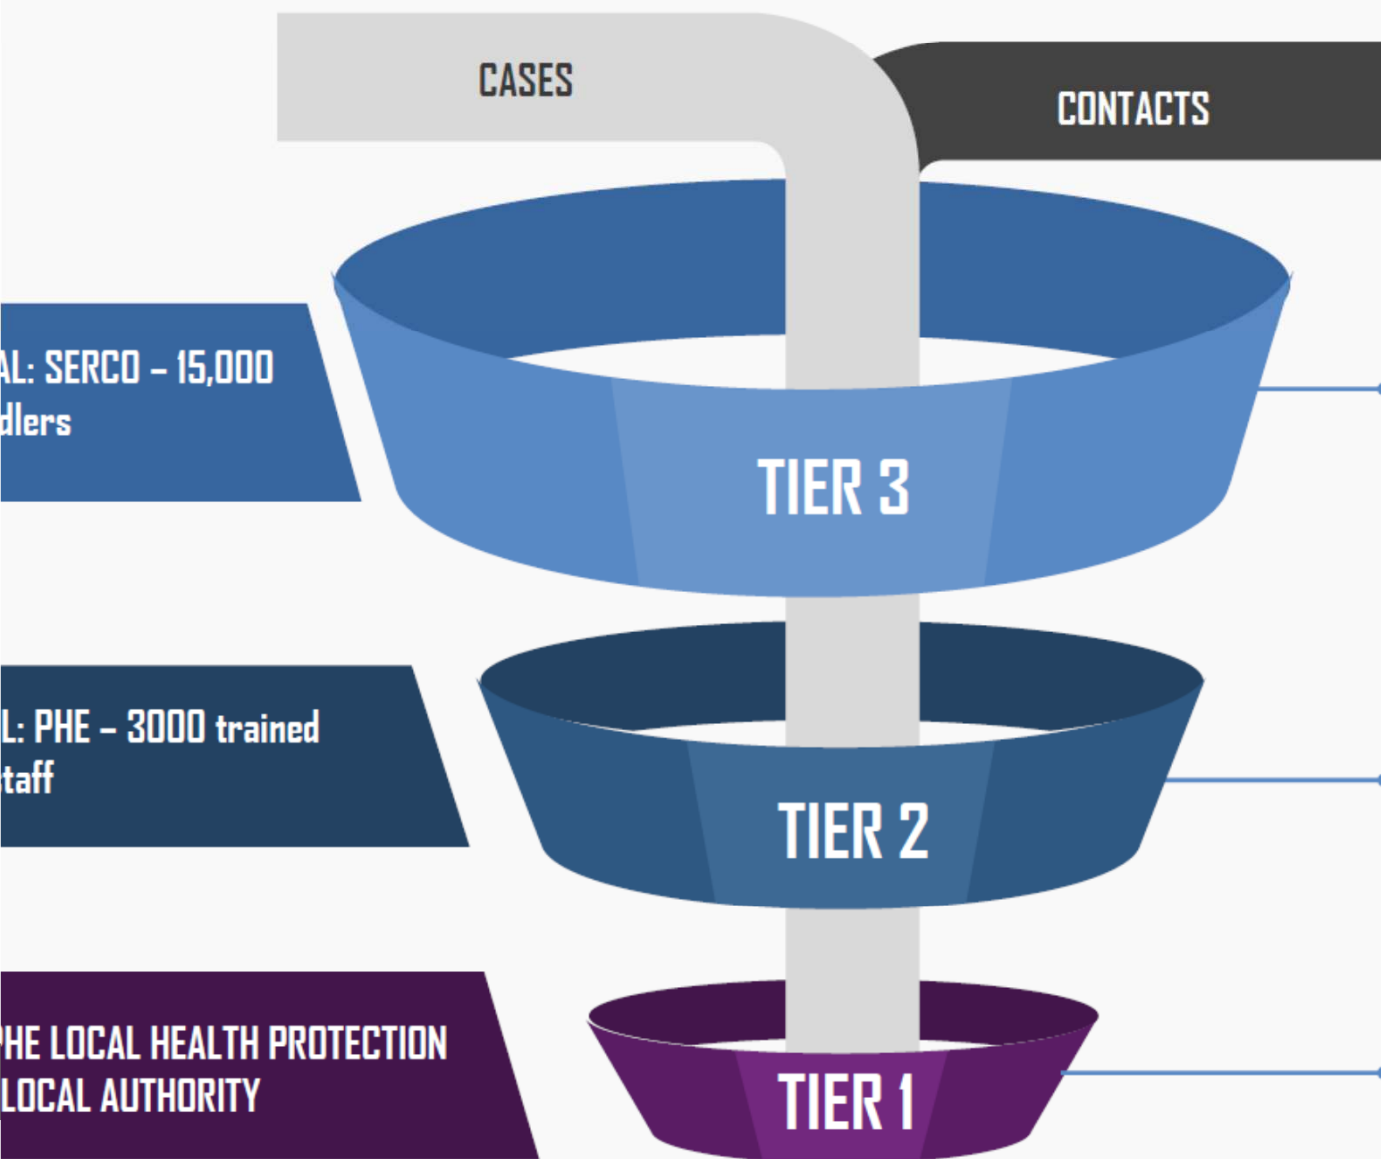 CASES
CONTACTS
AL: SERCO – 15,000
dlers
TIER 3
L: PHE – 3000 trained
staff
TIER 2
PHE LOCAL HEALTH PROTECTION
LOCAL AUTHORITY
TIER 1